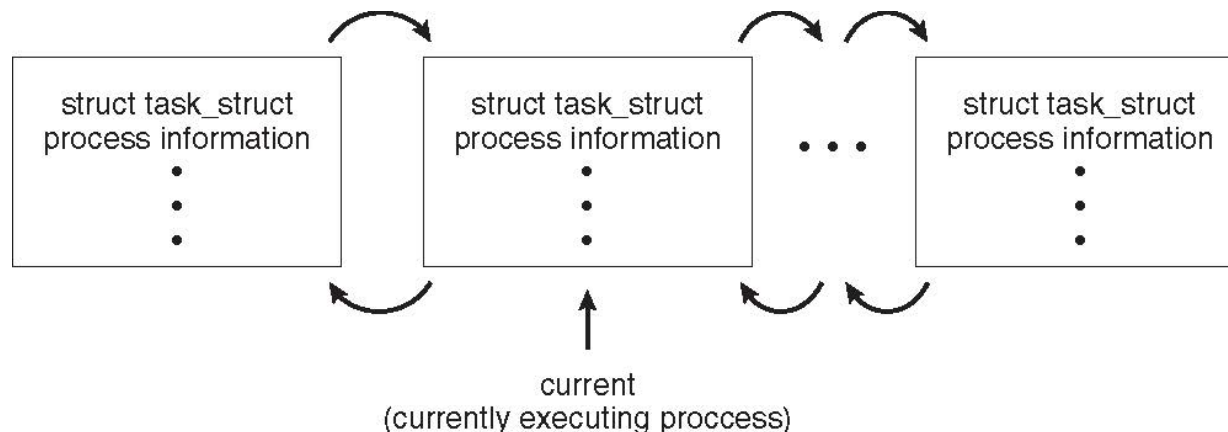 struct task_struct
process information
struct task_struct
process information
struct task_struct
process information
current
(currently executing proccess)